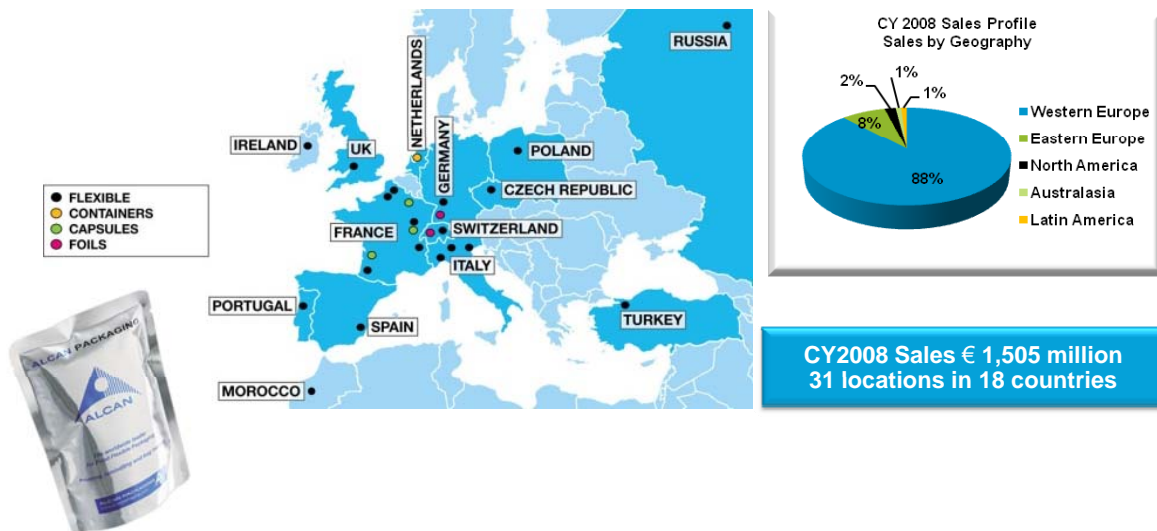 RUSSIA
NETHERLANDS
IRELAND
UK
GERMANY
POLAND
CZECH REPUBLIC
FLEXIBLE
CONTAINERS
CAPSULES
FOILS
FRANCE
SWITZERLAND
ITALY
PORTUGAL
SPAIN
TURKEY
MOROCCO
CY 2008 Sales Profile
Sales by Geography
1%
2%
1%
8%
88%
Western Europe
Eastern Europe
North America
Australasia
Latin America
CY2008 Sales € 1,505 million
31 locations in 18 countries
ALCAN PACKAGING
ALCAN